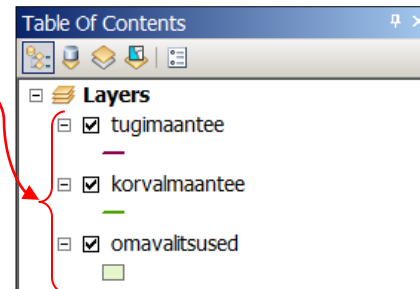 Table Of Contents
Layers
tugimaantee
korvalmaantee
omavalitsused